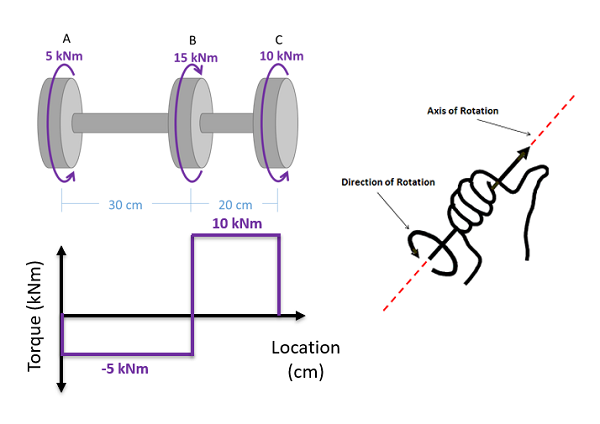 A
B
C
5 kNm
15 kNm
10 kNm
30 cm
20 cm
10 kNm
Torque (kNm)
-5 kNm
Location
(cm)
Axis of Rotation
Direction of Rotation